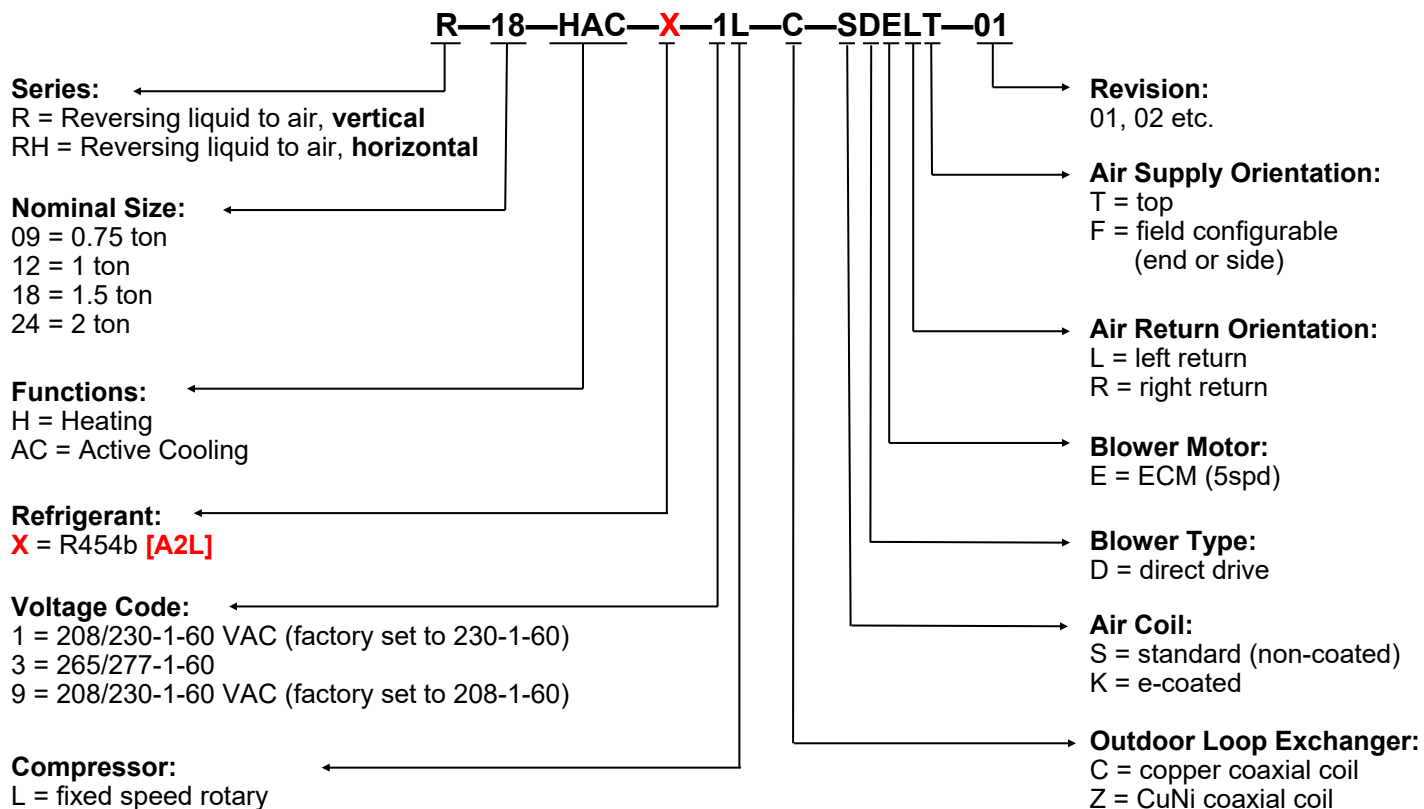 R—18—HAC—X—1L—C—SDELT—01
Series:
R = Reversing liquid to air, vertical
RH = Reversing liquid to air, horizontal
Nominal Size:
09 = 0.75 ton
12 = 1 ton
18 = 1.5 ton
24 = 2 ton
Functions:
H = Heating
AC = Active Cooling
Refrigerant:
X = R454b [A2L]
Voltage Code:
1 = 208/230-1-60 VAC (factory set to 230-1-60)
3 = 265/277-1-60
9 = 208/230-1-60 VAC (factory set to 208-1-60)
Compressor:
L = fixed speed rotary
Revision:
01, 02 etc.
Air Supply Orientation:
T = top
F = field configurable
(end or side)
Air Return Orientation:
L = left return
R = right return
Blower Motor:
E = ECM (5spd)
Blower Type:
D = direct drive
Air Coil:
S = standard (non-coated)
K = e-coated
Outdoor Loop Exchanger:
C = copper coaxial coil
Z = CuNi coaxial coil